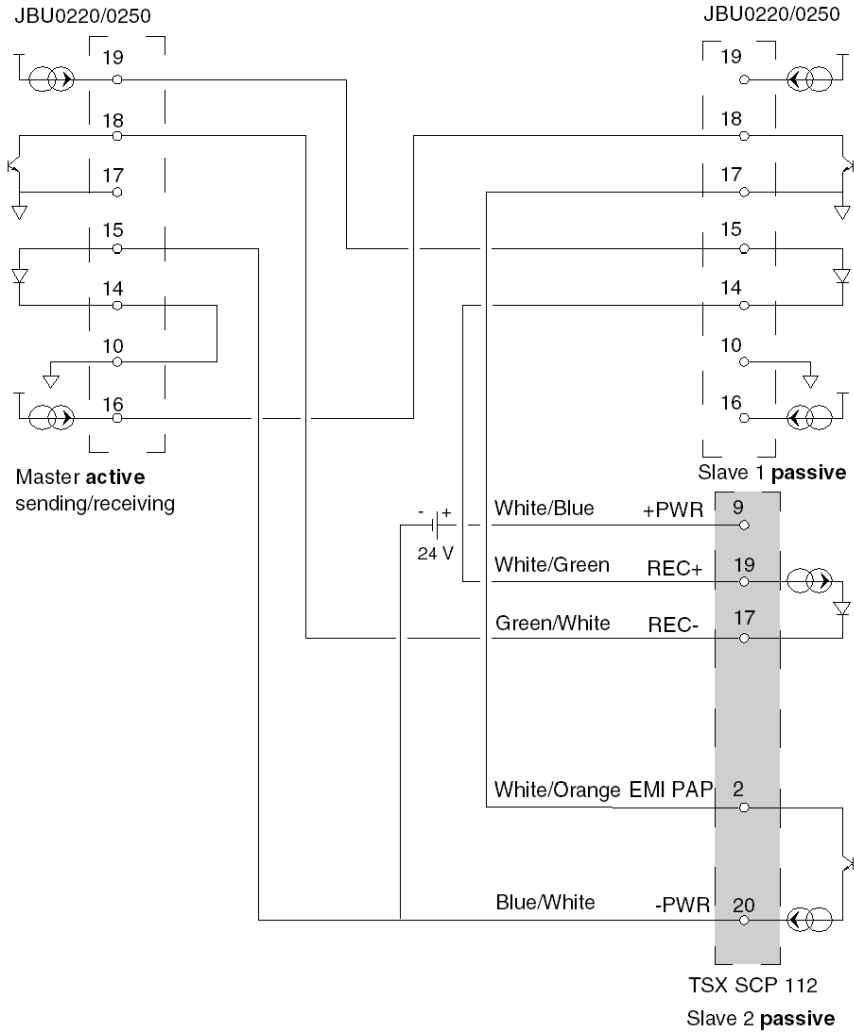 JBU0220/0250
JBU0220/0250
19
19
18
18
17
17
15
15
14
14
10
10
16
16
Master active
sending/receiving
Slave 1 passive
- +
24 V
White/Blue +PWR 9
White/Green REC+ 19
Green/White REC- 17
White/Orange EMI PAP 2
Blue/White -PWR 20
TSX SCP 112
Slave 2 passive